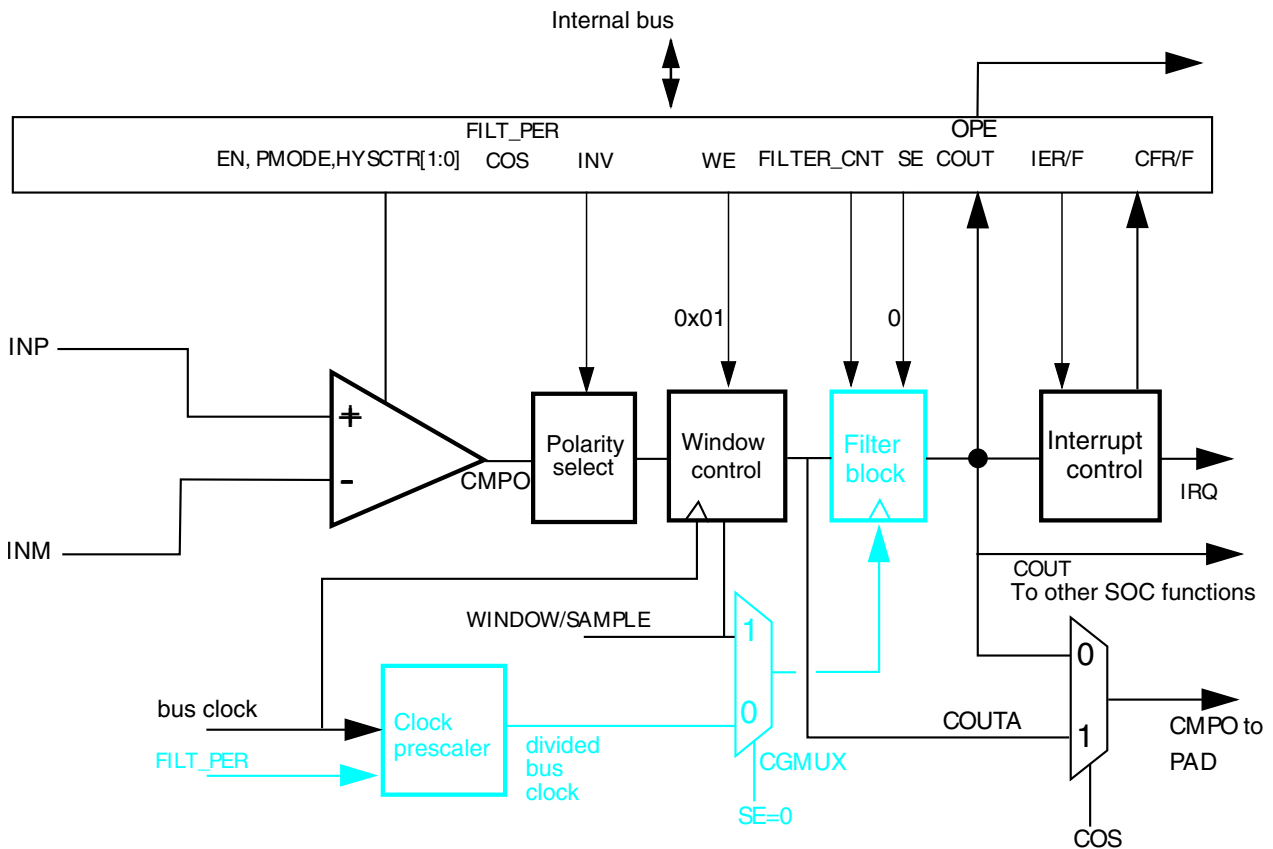 Internal bus
FILT_PER
OPE
EN, PMODE,HYSCTR[1:0]
COS
INV
WE
FILTER_CNT
SE
COUT
IER/F
CFR/F
0x01
0
INP
+
-
INM
CMPO
Polarity
select
Window
control
Filter
block
Interrupt
control
IRQ
COUT
To other SOC functions
WINDOW/SAMPLE
1
0
CGMUX
SE=0
bus clock
FILT_PER
Clock
prescaler
divided
bus
clock
COUTA
0
1
CMPO to
PAD
COS